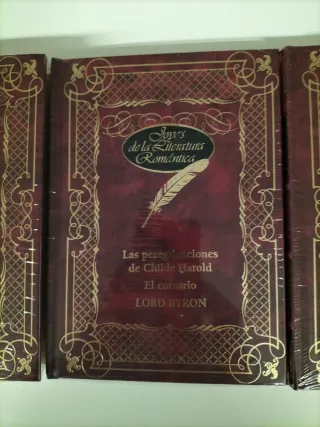 Joyas
de la Literatura
Romántica
Las peregrinaciones
de Childe Harold
El corsario
LORD BYRON